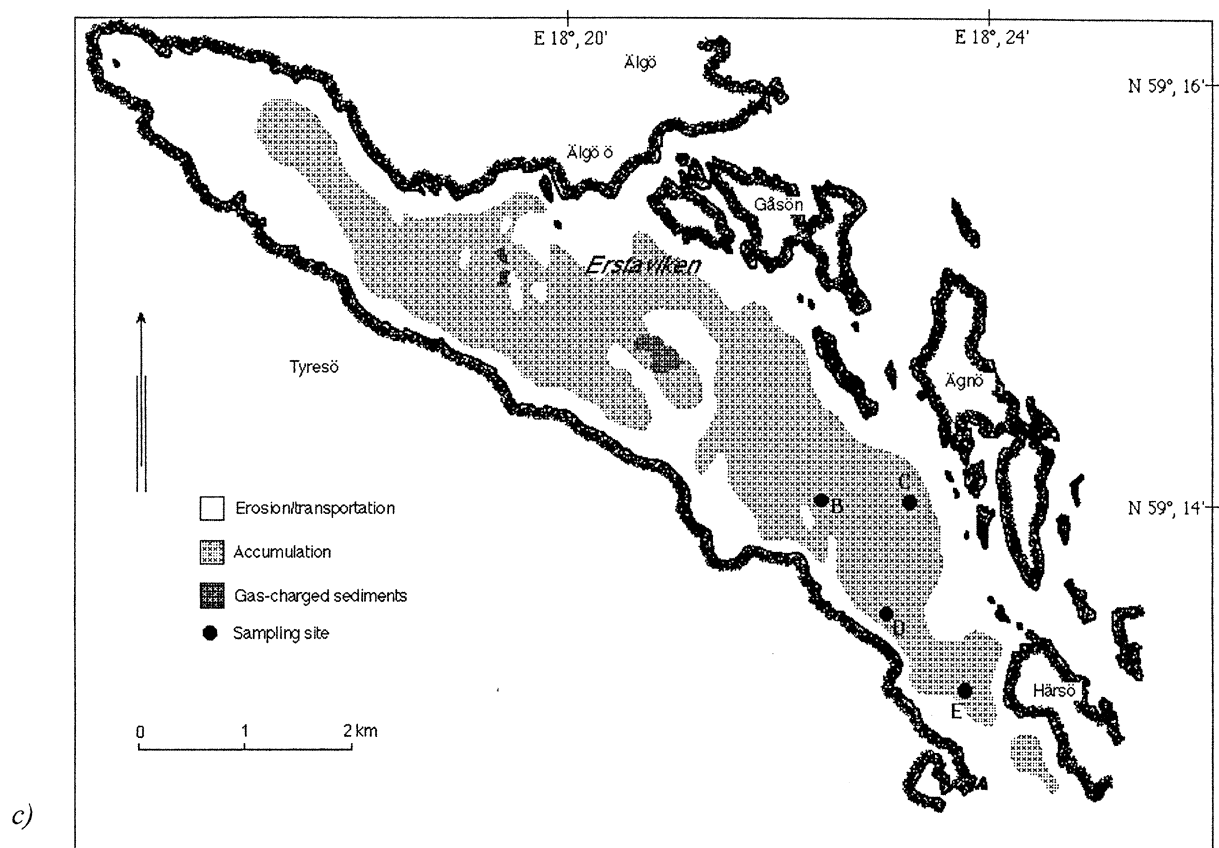 E 18°, 20'
E 18°, 24'
Älgö
N 59°, 16'
Älgö ö
Gåsön
Erstaviken
Tyresö
Ägnö
C
B
N 59°, 14'
Erosion/transportation
Accumulation
Gas-charged sediments
Sampling site
D
Härsö
E
0 1 2 km
A
c)